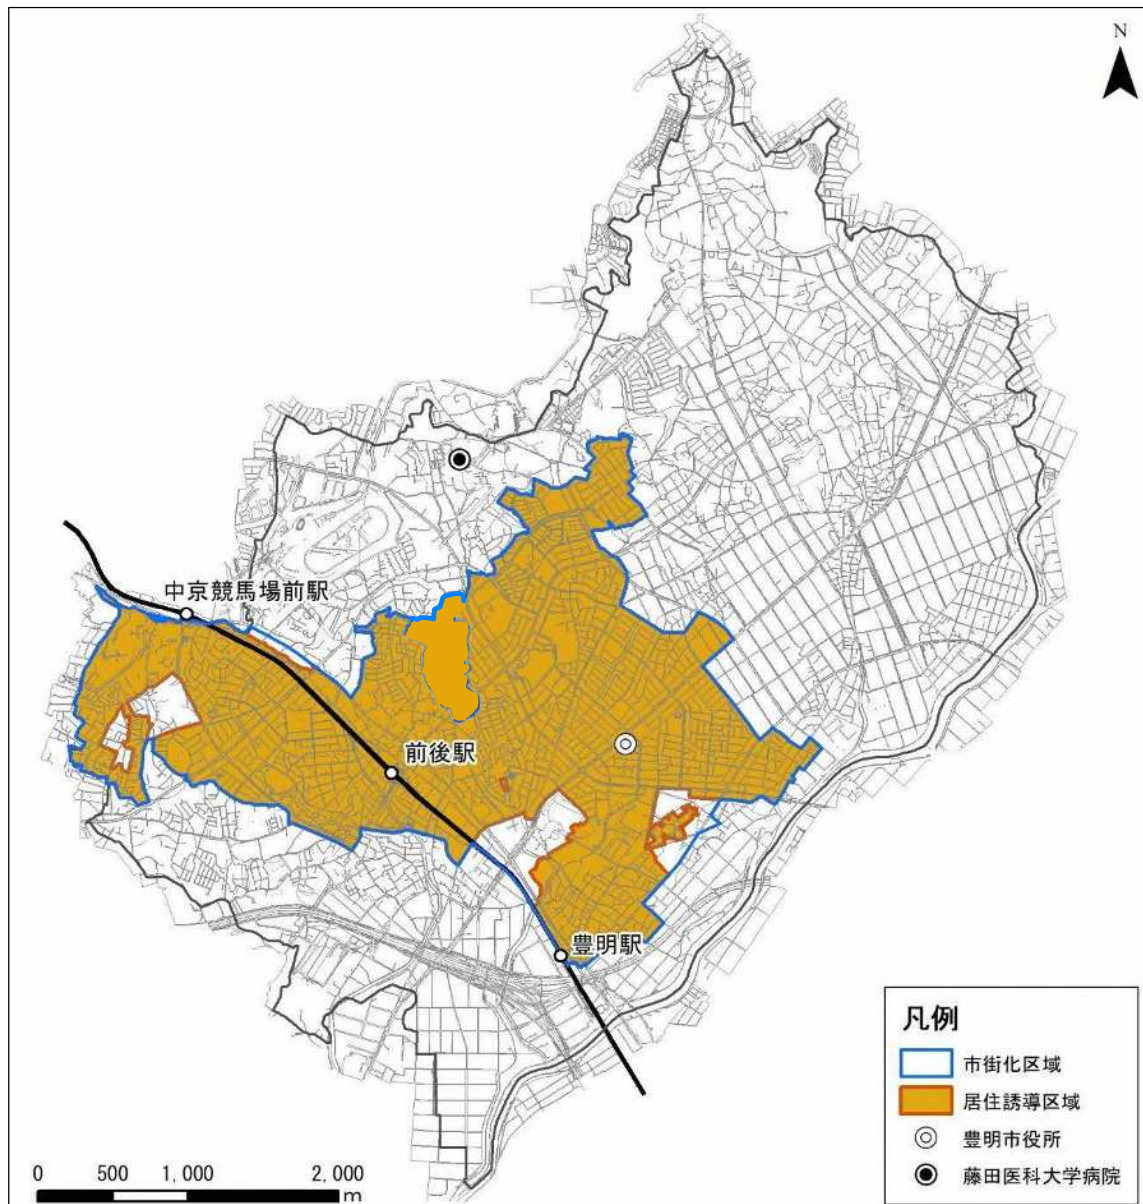 N
中京競馬場前駅
前後駅
豊明駅
凡例
市街化区域
居住誘導区域
豊明市役所
藤田医科大学病院
0 500 1,000 2,000
m